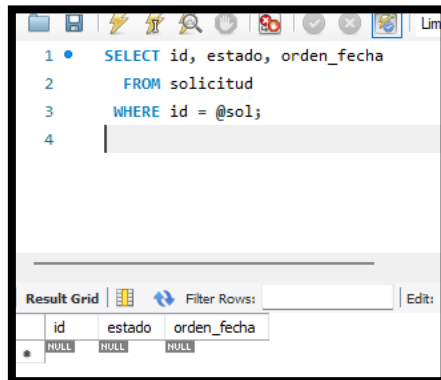 Lim
1 SELECT id, estado, orden_fecha
2 FROM solicitud
3 WHERE id = @sol;
4
Result Grid Filter Rows: Edit:
id estado orden_fecha
* NULL NULL NULL